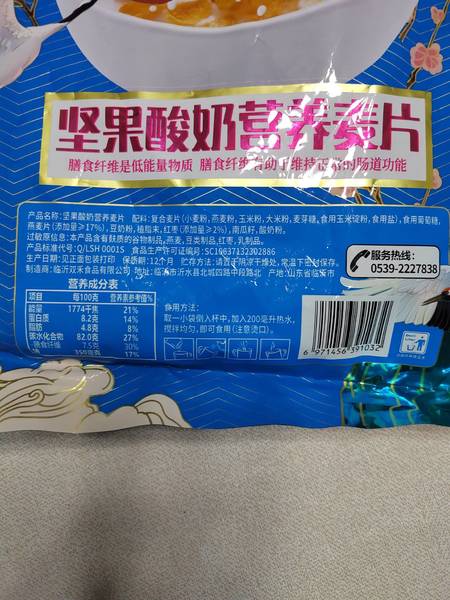 坚果酸奶营养麦片
膳食纤维是低能量物质 膳食纤维有助于维持正常的肠道功能
产品名称:坚果酸奶营养麦片 配料:复合麦片(小麦粉,燕麦粉,玉米粉,大米粉,麦芽糖,食用玉米淀粉,食用盐),食用葡萄糖,
燕麦片(添加量≥17%),豆奶粉,植脂末,红枣(添加量≥2%),南瓜籽,酸奶粉。
过敏原信息:本产品含有麸质的谷物制品,燕麦,豆类制品,红枣,乳制品。
产品标准代号:Q/LSH 0001S 食品生产许可证编号:SC10637132302886
生产日期:见正面包装打印 保质期:12个月 贮存方法:请置于阴凉干燥处,常温下密封保存。
制造商:临沂双禾食品有限公司 地址:临沂市沂水县北城四路中段路北 产地:山东省临沂市
服务热线:
0539-2227838
营养成分表
项目 每100克 营养素参考值%
能量 1774千焦 21%
蛋白质 8.2克 14%
脂肪 4.8克 8%
碳水化合物 82.0克 27%
-膳食纤维 7.5克 30%
钠 350毫克 17%
食用方法:
取一小袋倒入杯中,加入200毫升热水,
搅拌均匀,即可食用(注意烫口)。
6 971456 391032